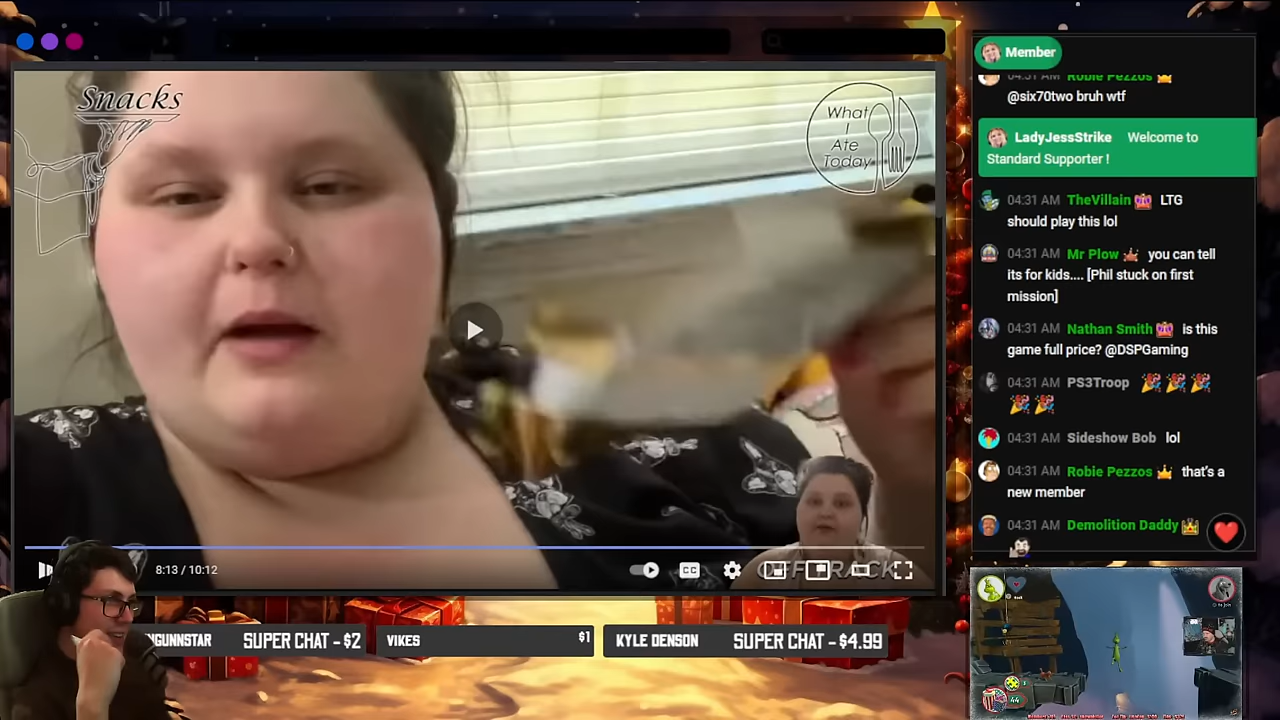 Snacks
What
I
Ate
Today
8:13 / 10:12
CC
NGUNNSTAR SUPER CHAT - $2
VIKES $1
KYLE DENSON SUPER CHAT - $4.99
Member
04:31 AM Robie Pezzos
@six70two bruh wtf
LadyJessStrike Welcome to
Standard Supporter !
04:31 AM TheVillain LTG
should play this lol
04:31 AM Mr Plow you can tell
its for kids.... [Phil stuck on first
mission]
04:31 AM Nathan Smith is this
game full price? @DSPGaming
04:31 AM PS3Troop
04:31 AM Sideshow Bob lol
04:31 AM Robie Pezzos that's a
new member
04:31 AM Demolition Daddy
44